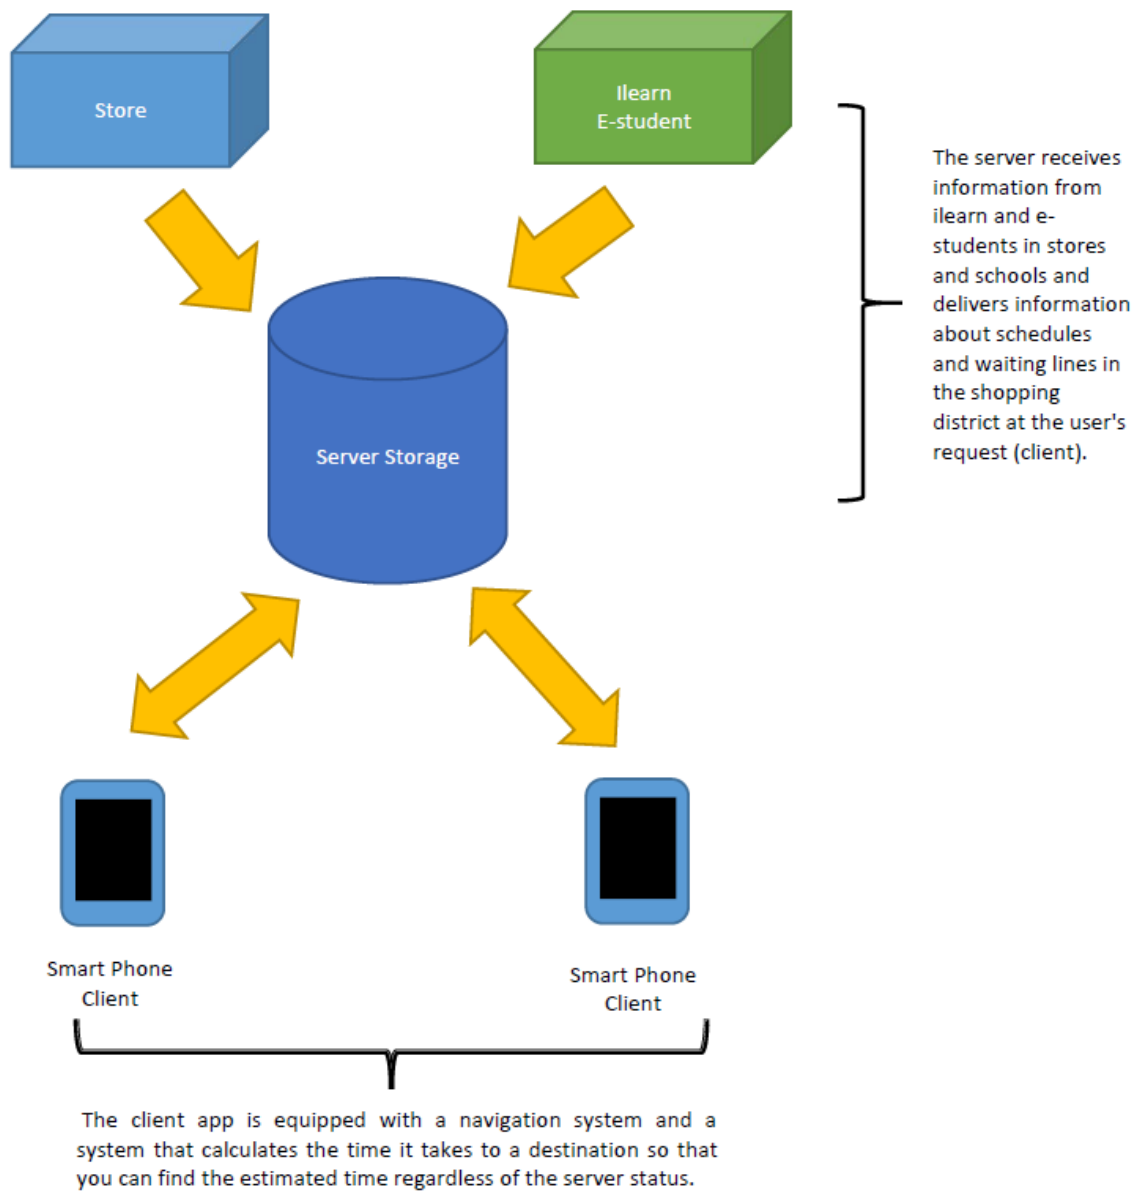 Store
Ilearn
E-student
The server receives
information from
ilearn and e-
students in stores
and schools and
delivers information
about schedules
and waiting lines in
the shopping
district at the user's
request (client).
Server Storage
Smart Phone
Client
Smart Phone
Client
The client app is equipped with a navigation system and a
system that calculates the time it takes to a destination so that
you can find the estimated time regardless of the server status.